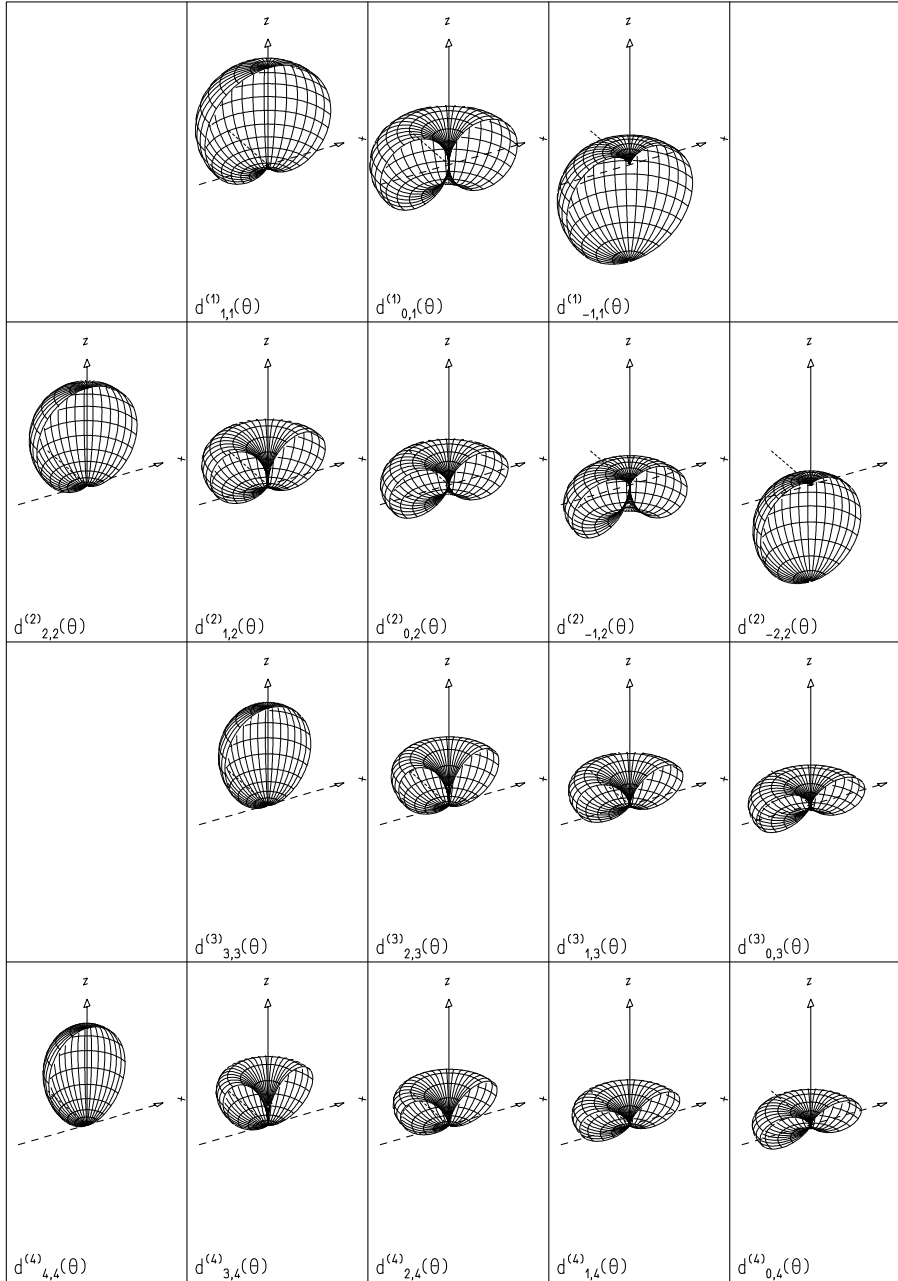 z z z
x x x
d^(1)_1,1(θ) d^(1)_0,1(θ) d^(1)_-1,1(θ)
z z z z z
x x x x
d^(2)_2,2(θ) d^(2)_1,2(θ) d^(2)_0,2(θ) d^(2)_-1,2(θ) d^(2)_-2,2(θ)
z z z z
x x x
d^(3)_3,3(θ) d^(3)_2,3(θ) d^(3)_1,3(θ) d^(3)_0,3(θ)
z z z z z
x x x x
d^(4)_4,4(θ) d^(4)_3,4(θ) d^(4)_2,4(θ) d^(4)_1,4(θ) d^(4)_0,4(θ)